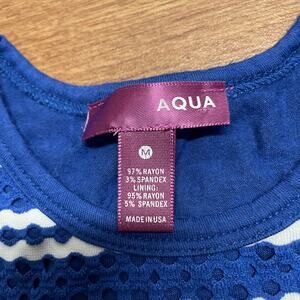 AQUA
M
97% RAYON
3% SPANDEX
LINING:
95% RAYON
5% SPANDEX
MADE IN USA